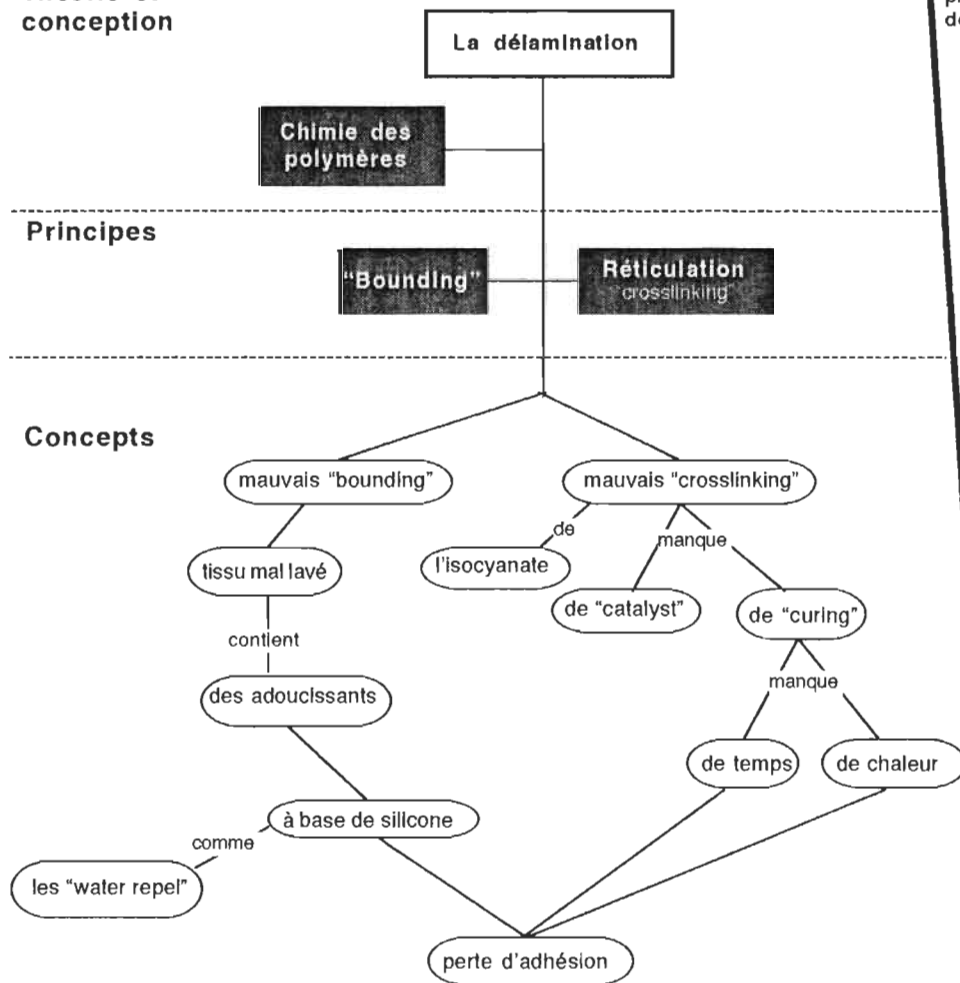 conception
La délamination
Chimie des
polymères
Principes
“Bounding”
Réticulation
"crosslinking"
Concepts
mauvais “bounding”
mauvais “crosslinking”
de
manque
tissu mal lavé
l'isocyanate
de “catalyst”
de “curing”
contient
manque
des adoucissants
de temps
de chaleur
à base de silicone
comme
les “water repel”
perte d'adhésion